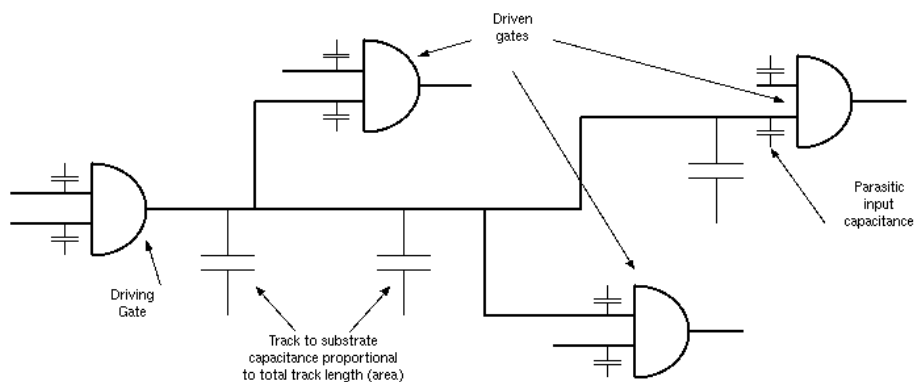 Driven
gates
Parasitic
input
capacitance
Driving
Gate
Track to substrate
capacitance proportional
to total track length (area)